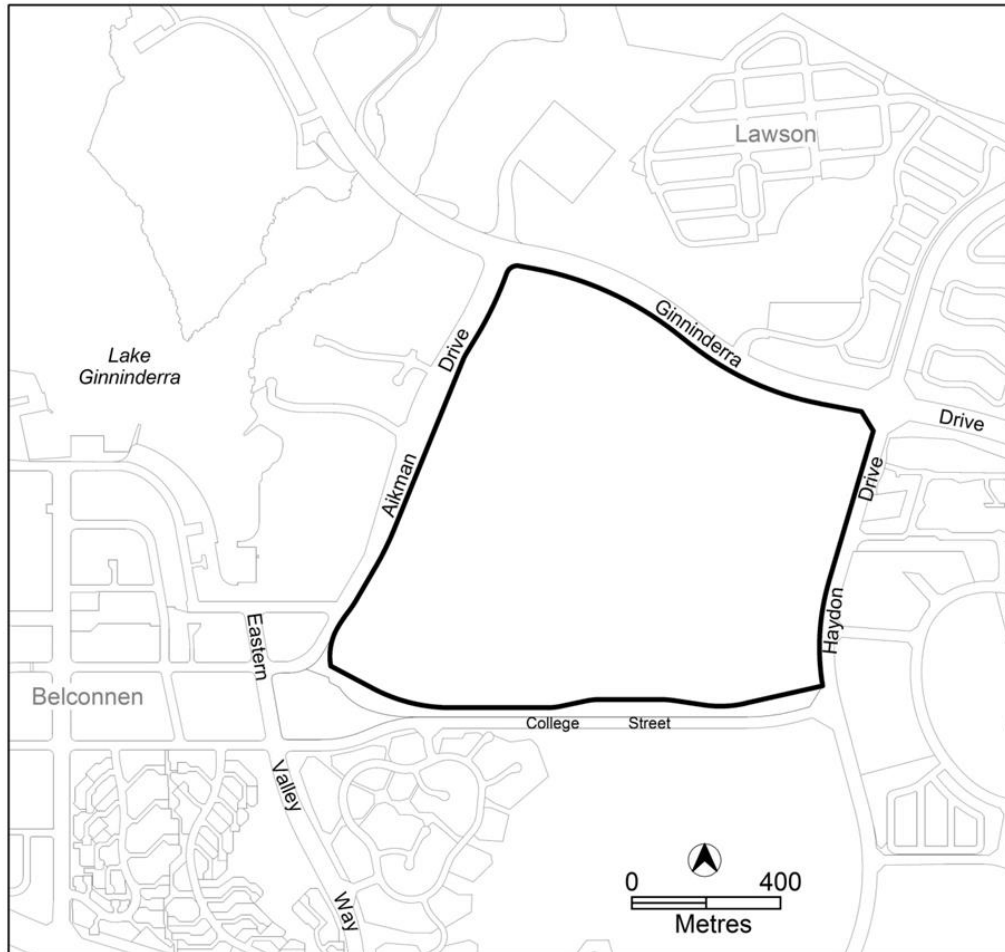 Lawson
Ginninderra
Drive
Lake
Ginninderra
Drive
Aikman
Drive
Haydon
Eastern
Belconnen
College Street
Valley
Way
0 400
Metres